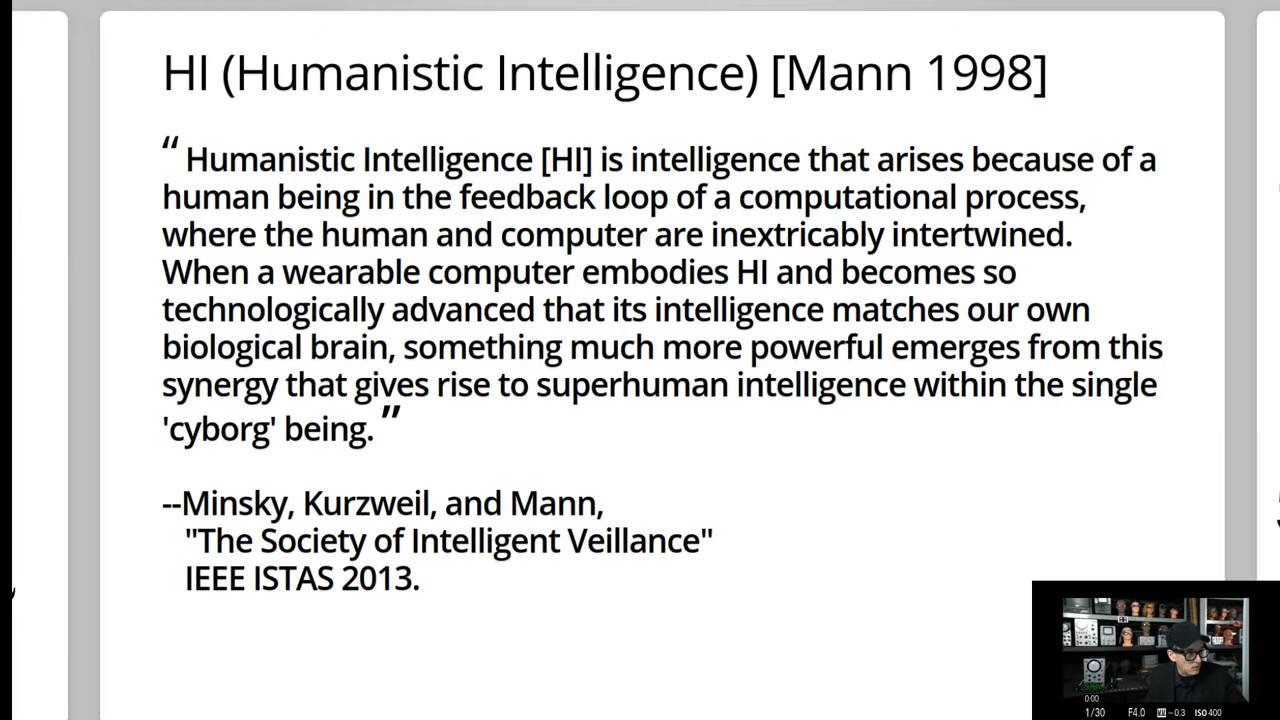 HI (Humanistic Intelligence) [Mann 1998]
“ Humanistic Intelligence [HI] is intelligence that arises because of a
human being in the feedback loop of a computational process,
where the human and computer are inextricably intertwined.
When a wearable computer embodies HI and becomes so
technologically advanced that its intelligence matches our own
biological brain, something much more powerful emerges from this
synergy that gives rise to superhuman intelligence within the single
'cyborg' being. ”
--Minsky, Kurzweil, and Mann,
"The Society of Intelligent Veillance"
IEEE ISTAS 2013.
0:00
1/30 F4.0 −0.3 ISO 400